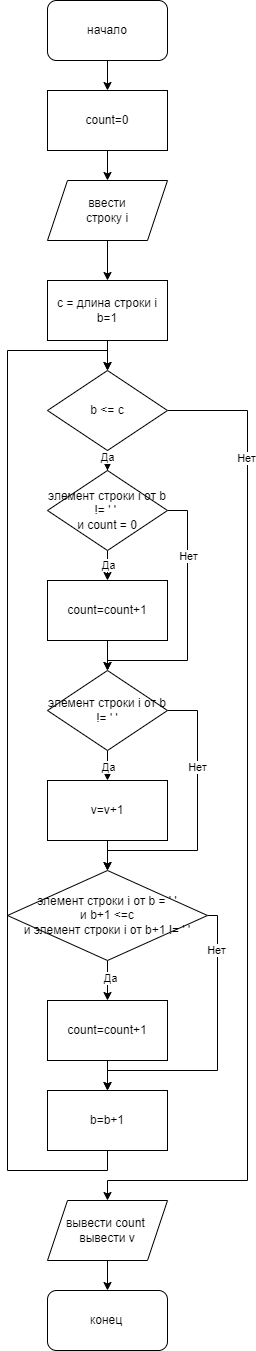 начало
count=0
ввести
строку i
c = длина строки i
b=1
b <= c
Нет
Да
элемент строки i от b
!= ' '
и count = 0
Нет
Да
count=count+1
элемент строки i от b
!= ' '
Да
Нет
v=v+1
элемент строки i от b = ' '
и b+1 <=c
и элемент строки i от b+1 != ' '
Нет
Да
count=count+1
b=b+1
вывести count
вывести v
конец